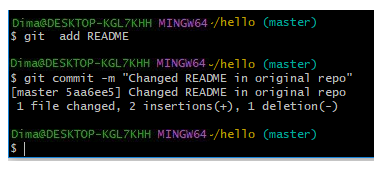 Dima@DESKTOP-KGL7KHH MINGW64 ~/hello (master)
$ git  add README

Dima@DESKTOP-KGL7KHH MINGW64 ~/hello (master)
$ git commit -m "Changed README in original repo"
[master 5aa6ee5] Changed README in original repo
 1 file changed, 2 insertions(+), 1 deletion(-)

Dima@DESKTOP-KGL7KHH MINGW64 ~/hello (master)
$